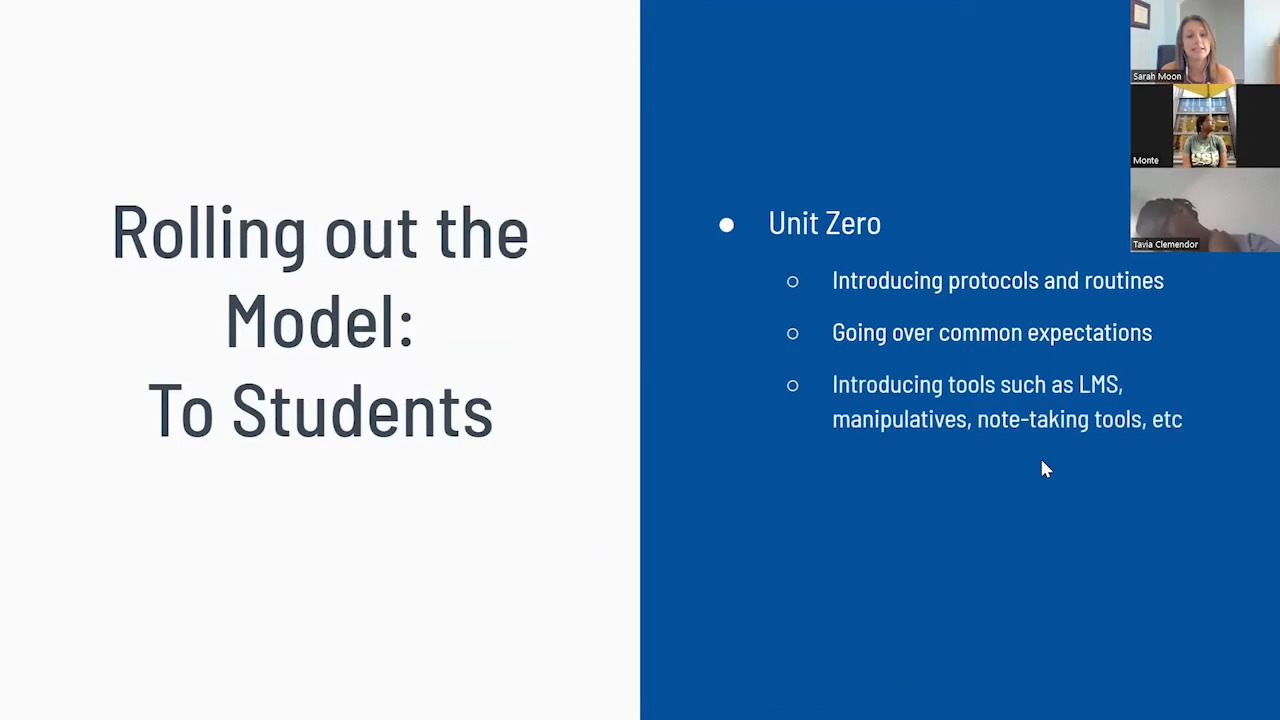 Rolling out the
Model:
To Students
● Unit Zero
○ Introducing protocols and routines
○ Going over common expectations
○ Introducing tools such as LMS,
manipulatives, note-taking tools, etc
Sarah Moon
Monte
Tavia Clemendor